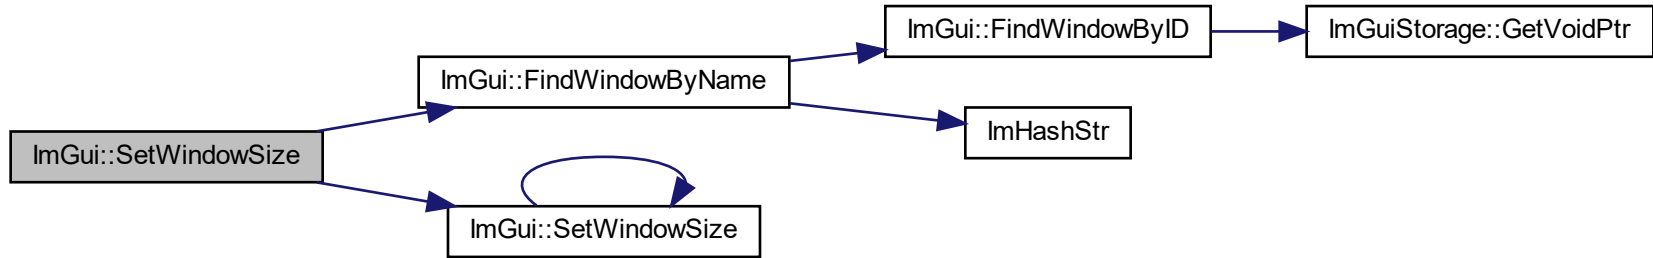 ImGui::SetWindowSize
ImGui::FindWindowByName
ImGui::FindWindowByID
ImGuiStorage::GetVoidPtr
ImHashStr
ImGui::SetWindowSize